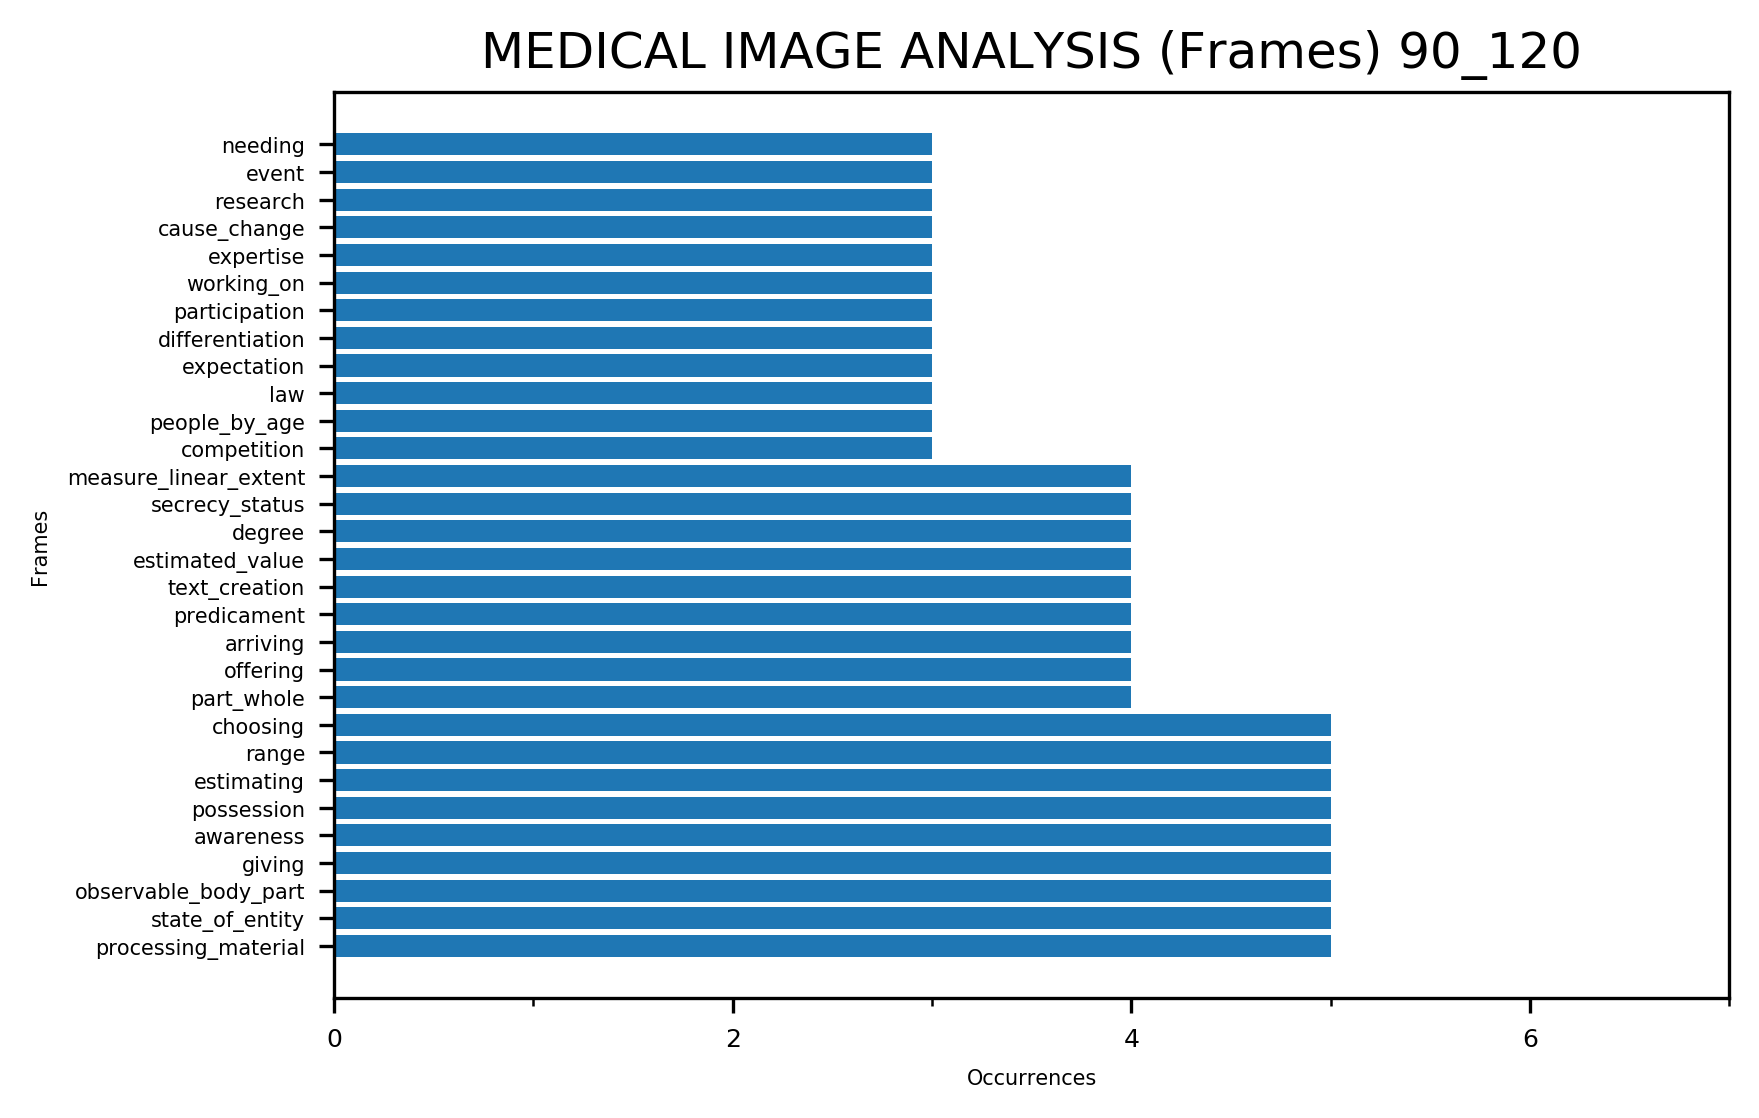 MEDICAL IMAGE ANALYSIS (Frames) 90_120
needing
event
research
cause_change
expertise
working_on
participation
differentiation
expectation
law
people_by_age
competition
measure_linear_extent
secrecy_status
degree
estimated_value
text_creation
predicament
arriving
offering
part_whole
choosing
range
estimating
possession
awareness
giving
observable_body_part
state_of_entity
processing_material
Frames
0 2 4 6
Occurrences